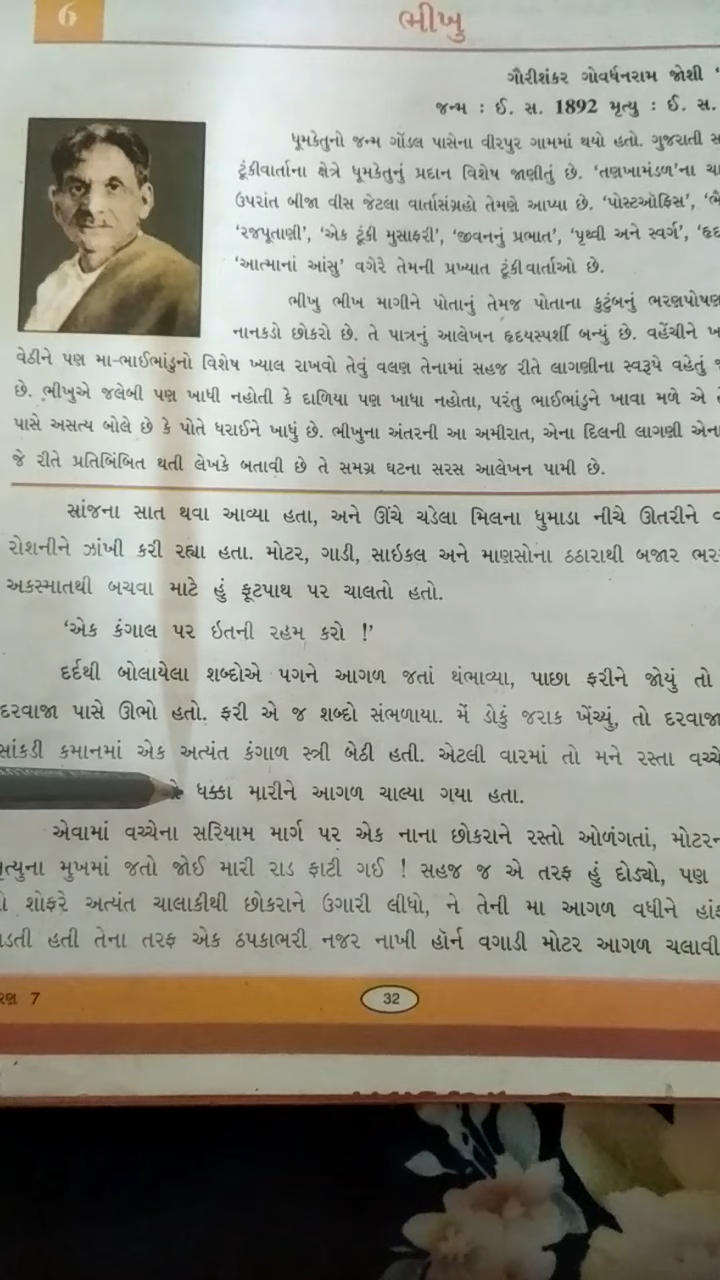 6
ભીખુ
ગૌરીશંકર ગોવર્ધનરામ જોશી '
જન્મ : ઈ. સ. 1892 મૃત્યુ : ઈ. સ.
ધૂમકેતુનો જન્મ ગોંડલ પાસેના વીરપુર ગામમાં થયો હતો. ગુજરાતી
ટૂંકીવાર્તાના ક્ષેત્રે ધૂમકેતુનું પ્રદાન વિશેષ જાણીતું છે. 'તણખામંડળ'ના
ઉપરાંત બીજા વીસ જેટલા વાર્તાસંગ્રહો તેમણે આપ્યા છે. 'પોસ્ટઑફિસ',
'રજપૂતાણી', 'એક ટૂંકી મુસાફરી', 'જીવનનું પ્રભાત', 'પૃથ્વી અને સ્વર્ગ',
'આત્માનાં આંસુ' વગેરે તેમની પ્રખ્યાત ટૂંકીવાર્તાઓ છે.
ભીખુ ભીખ માગીને પોતાનું તેમજ પોતાના કુટુંબનું ભરણપોષણ
નાનકડો છોકરો છે. તે પાત્રનું આલેખન હૃદયસ્પર્શી બન્યું છે. વહેંચીને
વેઠીને પણ મા-ભાઈભાંડુનો વિશેષ ખ્યાલ રાખવો તેવું વલણ તેનામાં સહજ રીતે લાગણીના સ્વરૂપે વહેતું
છે. ભીખુએ જલેબી પણ ખાધી નહોતી કે દાળિયા પણ ખાધા નહોતા, પરંતુ ભાઈભાંડુને ખાવા મળે એ
પાસે અસત્ય બોલે છે કે પોતે ધરાઈને ખાધું છે. ભીખુના અંતરની આ અમીરાત, એના દિલની લાગણી
જે રીતે પ્રતિબિંબિત થતી લેખકે બતાવી છે તે સમગ્ર ઘટના સરસ આલેખન પામી છે.
સાંજના સાત થવા આવ્યા હતા, અને ઊંચે ચડેલા મિલના ધુમાડા નીચે ઊતરીને
રોશનીને ઝાંખી કરી રહ્યા હતા. મોટર, ગાડી, સાઇકલ અને માણસોના ઠઠારાથી બજાર
અકસ્માતથી બચવા માટે હું ફૂટપાથ પર ચાલતો હતો.
'એક કંગાલ પર ઇતની રહમ કરો !'
દર્દથી બોલાયેલા શબ્દોએ પગને આગળ જતાં થંભાવ્યા, પાછા ફરીને જોયું તો
દરવાજા પાસે ઊભો હતો. ફરી એ જ શબ્દો સંભળાયા. મેં ડોકું જરાક ખેંચ્યું, તો
સાંકડી કમાનમાં એક અત્યંત કંગાળ સ્ત્રી બેઠી હતી. એટલી વારમાં તો મને રસ્તા
ધક્કા મારીને આગળ ચાલ્યા ગયા હતા.
એવામાં વચ્ચેના સરિયામ માર્ગ પર એક નાના છોકરાને રસ્તો ઓળંગતાં,
મુખમાં જતો જોઈ મારી રાડ ફાટી ગઈ ! સહજ જ એ તરફ હું દોડ્યો, પણ
શોફરે અત્યંત ચાલાકીથી છોકરાને ઉગારી લીધો, ને તેની મા આગળ વધીને
હતી તેના તરફ એક ઠપકાભરી નજર નાખી હૉર્ન વગાડી મોટર આગળ ચલાવી
7
32